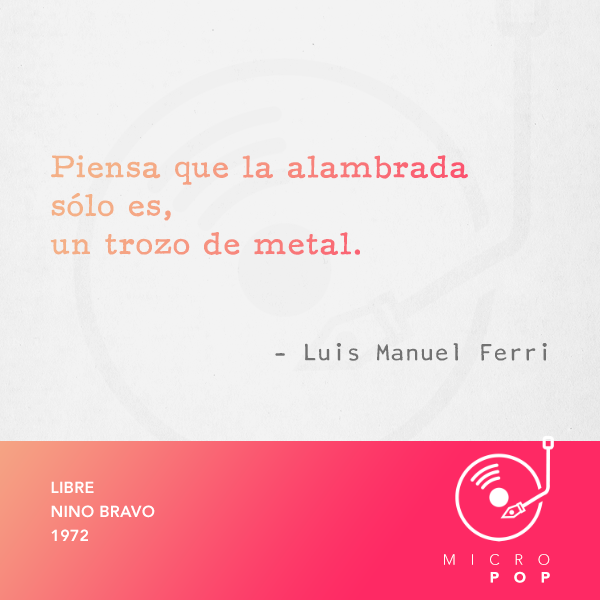 Piensa que la alambrada
sólo es,
un trozo de metal.
– Luis Manuel Ferri
LIBRE
NINO BRAVO
1972
MICRO
POP